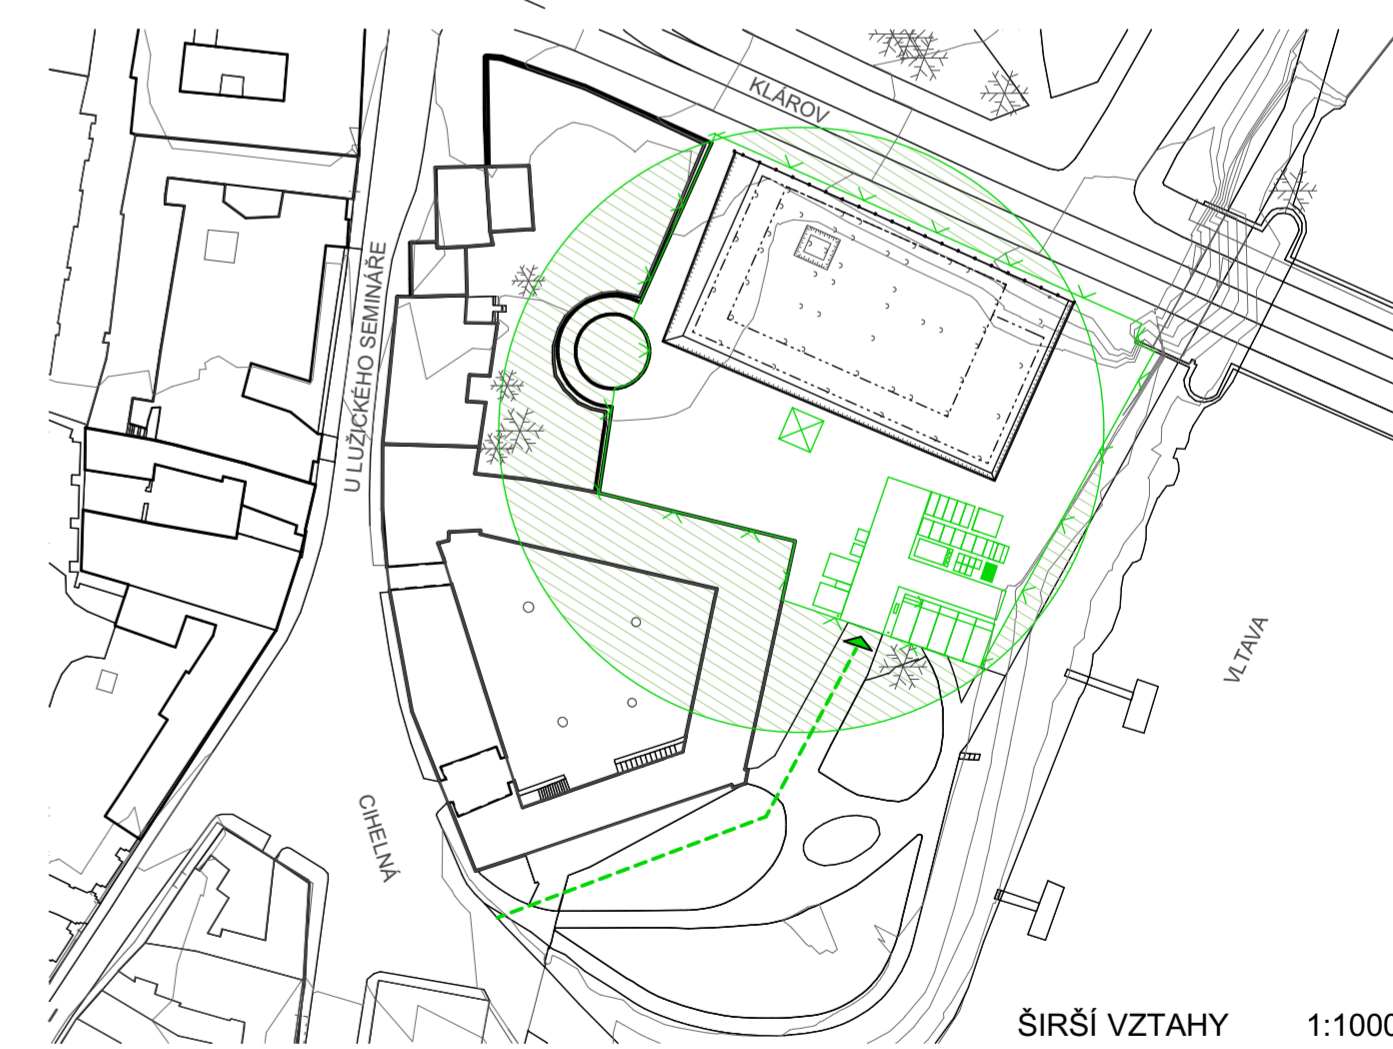 KLÁROV
U LUŽICKÉHO SEMINÁŘE
VLTAVA
CIHELNÁ
ŠIRŠÍ VZTAHY 1:1000